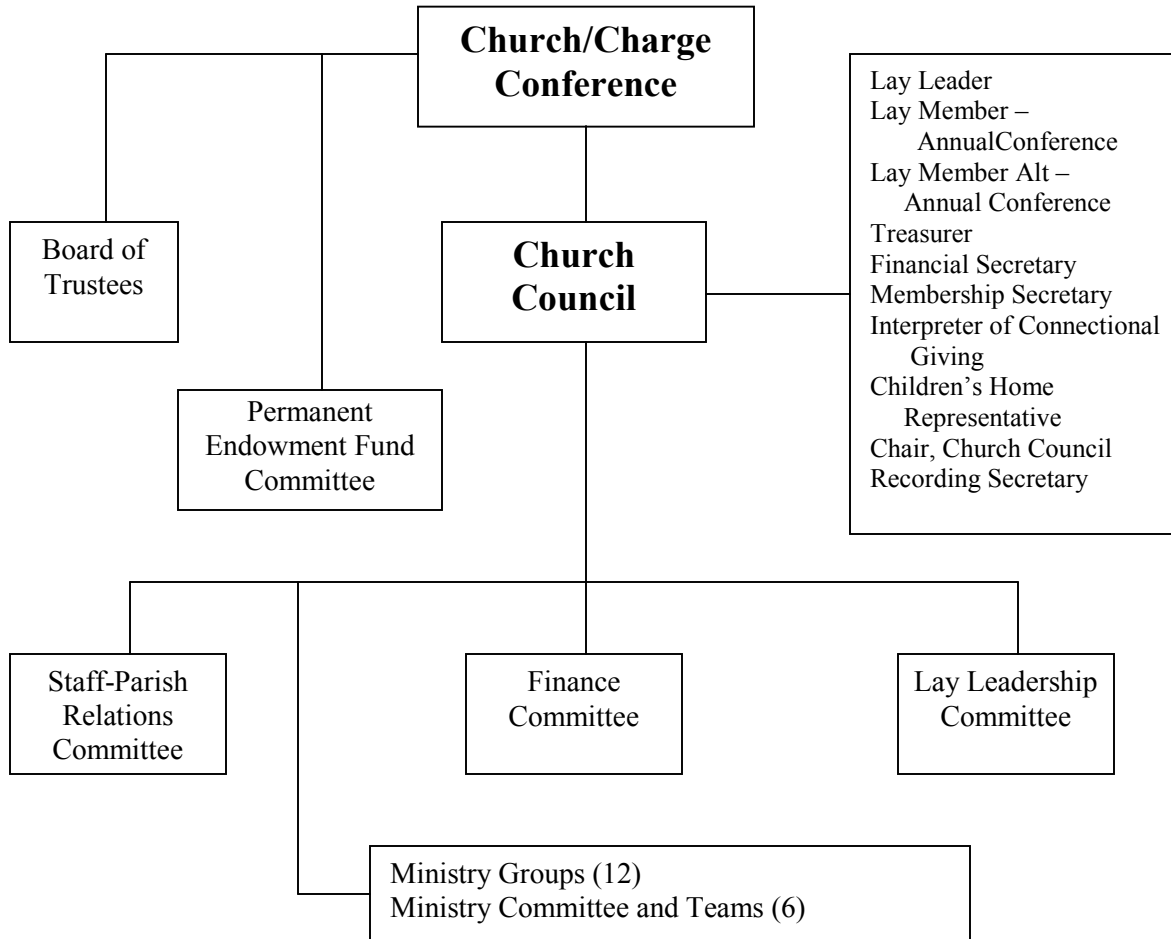 Church/Charge
Conference
Lay Leader
Lay Member –
AnnualConference
Lay Member Alt –
Annual Conference
Treasurer
Financial Secretary
Membership Secretary
Interpreter of Connectional
Giving
Children’s Home
Representative
Chair, Church Council
Recording Secretary
Board of
Trustees
Church
Council
Permanent
Endowment Fund
Committee
Staff-Parish
Relations
Committee
Finance
Committee
Lay Leadership
Committee
Ministry Groups (12)
Ministry Committee and Teams (6)